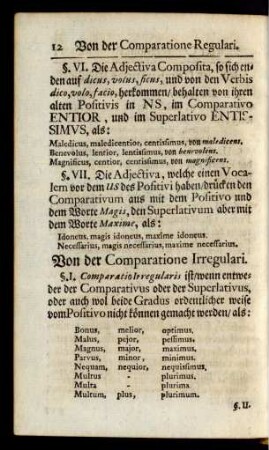 12 Von der Comparatione Regulari.
§. VI. Die Adjectiva Composita, so sich en-
den auf dicus, volus, ficus, und von den Verbis
dico, volo, facio, herkommen/ behalten von ihren
alten Positivis in NS, im Comparativo
ENTIOR, und im Superlativo ENTIS-
SIMVS, als:
Maledicus, maledicentior, centissimus, von maledicens.
Benevolus, lentior, lentissimus, von benevolens.
Magnificus, centior, centissimus, von magnificens.
§. VII. Die Adjectiva, welche einen Voca-
lem vor dem US des Positivi haben/ drücken den
Comparativum aus mit dem Positivo und
dem Worte Magis, den Superlativum aber mit
dem Worte Maxime, als:
Idoneus, magis idoneus, maxime idoneus.
Necessarius, magis necessarius, maxime necessarius.
Von der Comparatione Irregulari.
§. I. Comparatio Irregularis ist/ wenn entwe-
der der Comparativus oder der Superlativus,
oder auch wol beide Gradus ordentlicher weise
vom Positivo nicht können gemacht werden/ als:
Bonus, melior, optimus.
Malus, pejor, pessimus.
Magnus, major, maximus.
Parvus, minor, minimus.
Nequam, nequior, nequissimus.
Multus - plurimus.
Multa - plurima.
Multum, plus, plurimum.
§. II.